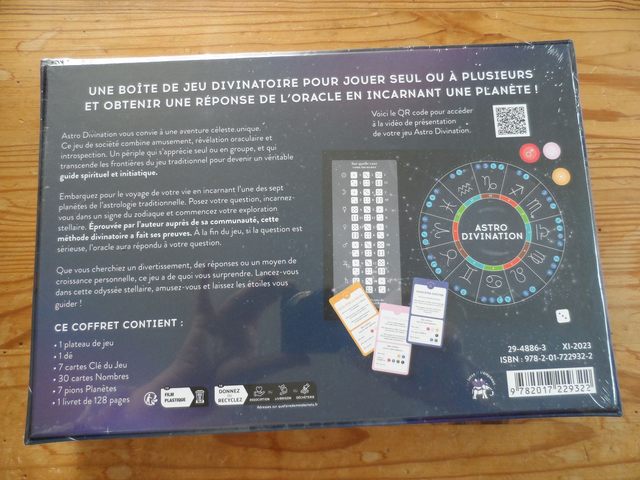 UNE BOÎTE DE JEU DIVINATOIRE POUR JOUER SEUL OU À PLUSIEURS
ET OBTENIR UNE RÉPONSE DE L'ORACLE EN INCARNANT UNE PLANÈTE !
Voici le QR code pour accéder
à la vidéo de présentation
de votre jeu Astro Divination.
Astro Divination vous convie à une aventure céleste unique.
Ce jeu de société combine amusement, révélation oraculaire et
introspection. Un périple qui s'apprécie seul ou en groupe, et qui
transcende les frontières du jeu traditionnel pour devenir un véritable
guide spirituel et initiatique.
Embarquez pour le voyage de votre vie en incarnant l'une des sept
planètes de l'astrologie traditionnelle. Posez votre question, incarnez-
vous dans un signe du zodiaque et commencez votre exploration
stellaire. Éprouvée par l'auteur auprès de sa communauté, cette
méthode divinatoire a fait ses preuves. À la fin du jeu, si la question est
sérieuse, l'oracle aura répondu à votre question.
Que vous cherchiez un divertissement, des réponses ou un moyen de
croissance personnelle, ce jeu a de quoi vous surprendre. Lancez-vous
dans cette odyssée stellaire, amusez-vous et laissez les étoiles vous
guider !
ASTRO
DIVINATION
CE COFFRET CONTIENT :
• 1 plateau de jeu
• 1 dé
• 7 cartes Clé du Jeu
• 30 cartes Nombres
• 7 pions Planètes
• 1 livret de 128 pages
FILM
PLASTIQUE
DONNEZ
OU
RECYCLEZ
ASSOCIATION
OU
LIVRAISON
OU
DÉCHÈTERIE
29-4886-3 XI-2023
ISBN : 978-2-01-722932-2
9 782017 229322